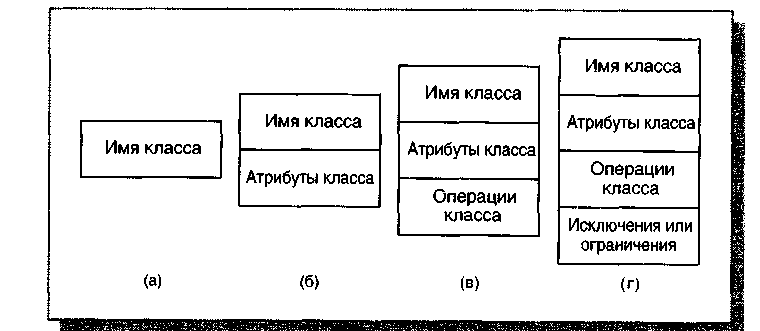 Имя класса
Имя класса
Атрибуты класса
Имя класса
Атрибуты класса
Операции
класса
Имя класса
Атрибуты класса
Операции
класса
Исключения или
ограничения
(а)
(б)
(в)
(г)